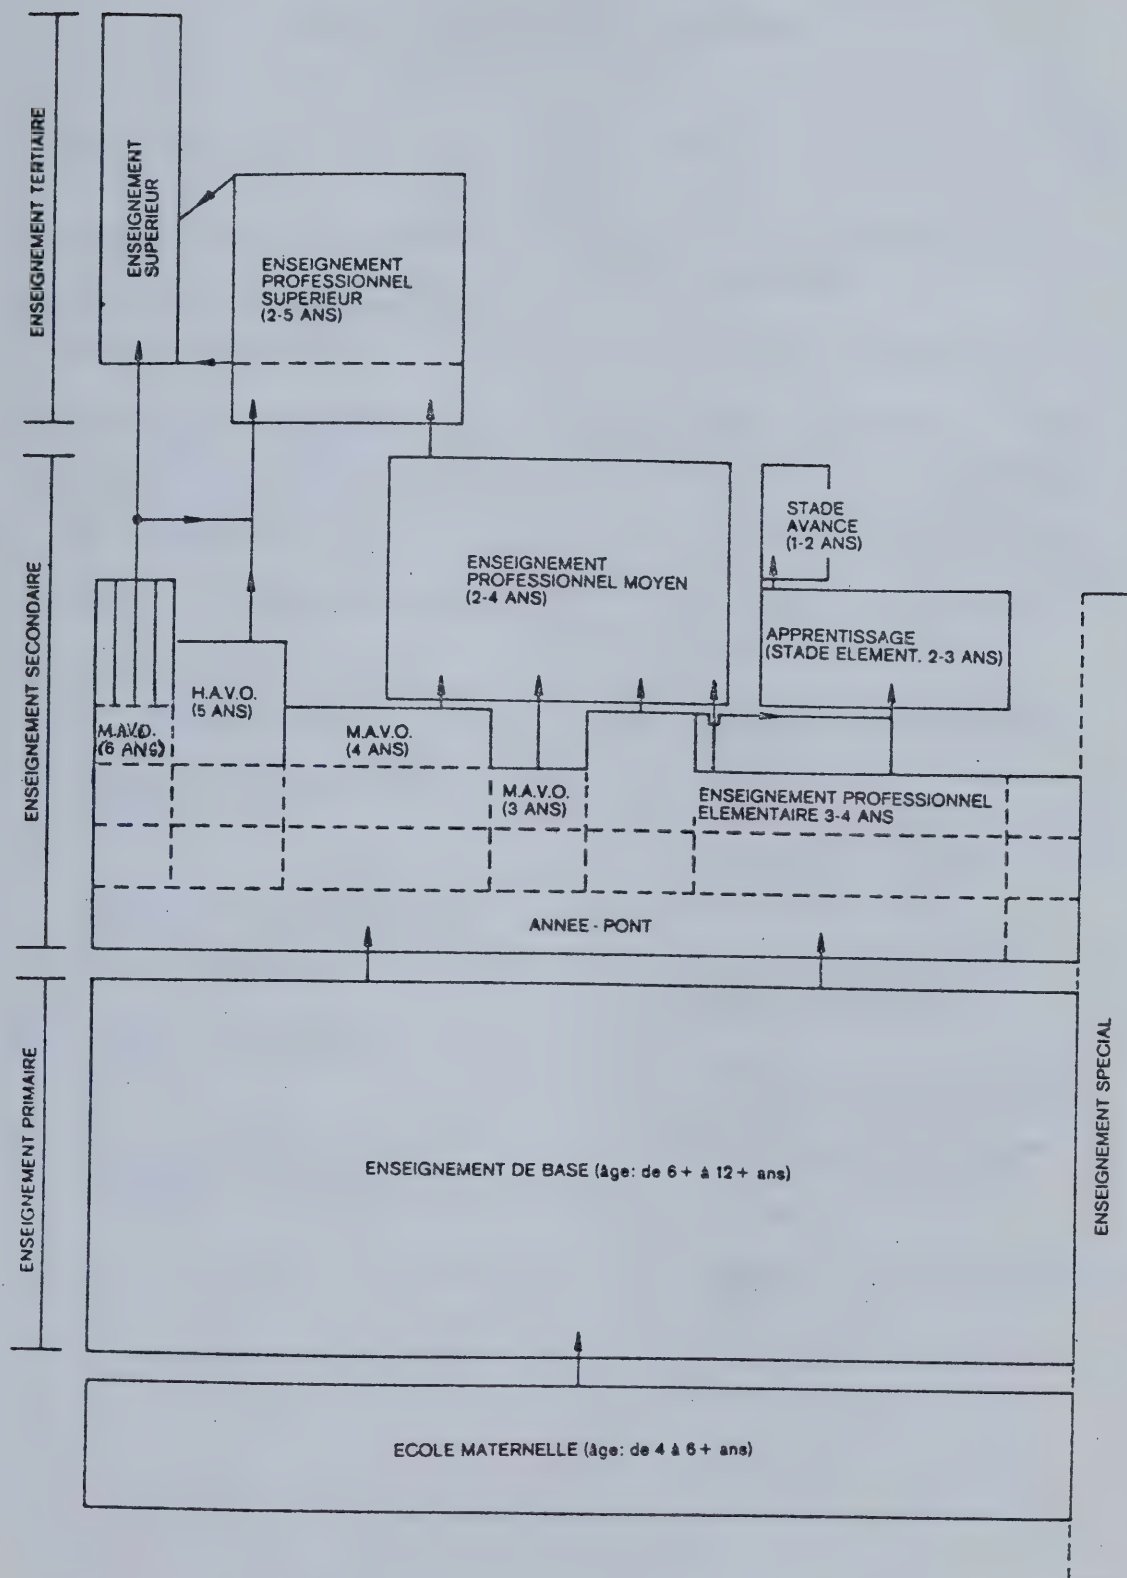 ENSEIGNEMENT TERTIAIRE
ENSEIGNEMENT
SUPERIEUR
ENSEIGNEMENT
PROFESSIONNEL
SUPERIEUR
(2-5 ANS)
ENSEIGNEMENT SECONDAIRE
STADE
AVANCE
(1-2 ANS)
ENSEIGNEMENT
PROFESSIONNEL MOYEN
(2-4 ANS)
APPRENTISSAGE
(STADE ELEMENT. 2-3 ANS)
H.A.V.O.
(5 ANS)
M.A.V.O.
(6 ANS)
M.A.V.O.
(4 ANS)
M.A.V.O.
(3 ANS)
ENSEIGNEMENT PROFESSIONNEL
ELEMENTAIRE 3-4 ANS
ANNEE - PONT
ENSEIGNEMENT PRIMAIRE
ENSEIGNEMENT DE BASE (âge: de 6+ à 12+ ans)
ENSEIGNEMENT SPECIAL
ECOLE MATERNELLE (âge: de 4 à 6+ ans)